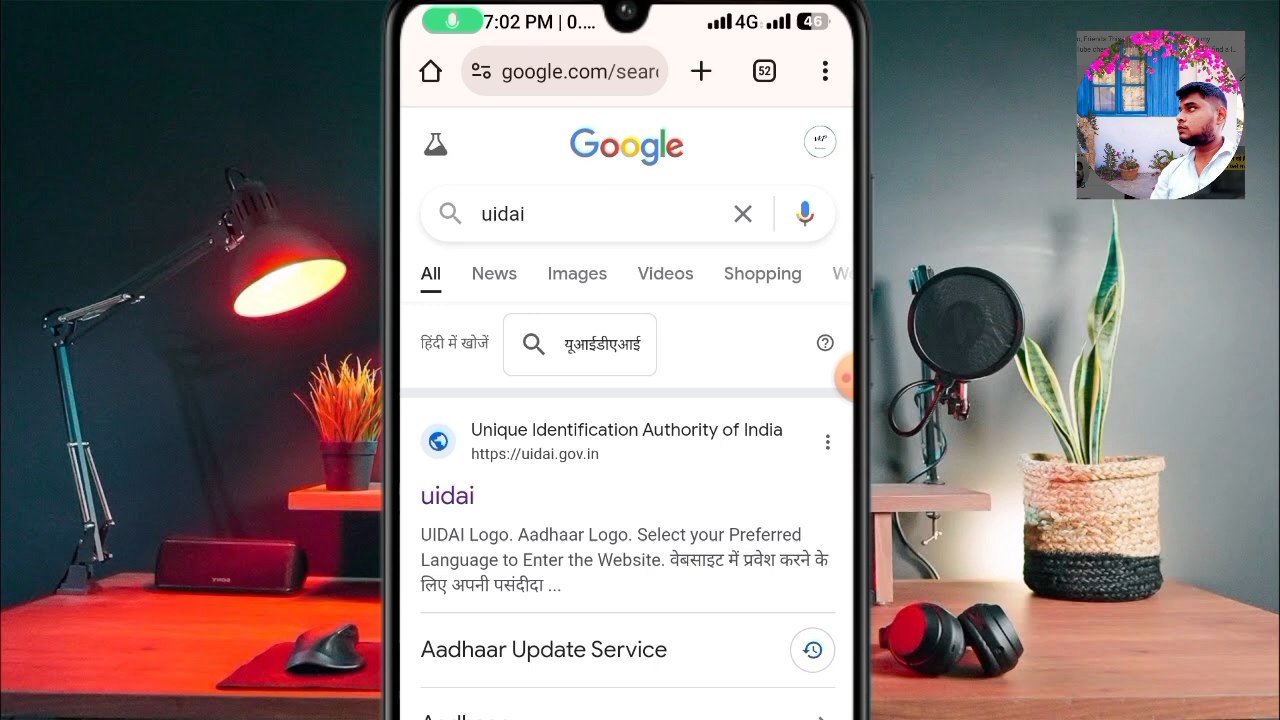 7:02 PM | 0.... 4G 46
google.com/sear
52
Google
uidai
All News Images Videos Shopping
हिंदी में खोजें यूआईडीएआई
Unique Identification Authority of India
https://uidai.gov.in
uidai
UIDAI Logo. Aadhaar Logo. Select your Preferred
Language to Enter the Website. वेबसाइट में प्रवेश करने के
लिए अपनी पसंदीदा ...
Aadhaar Update Service